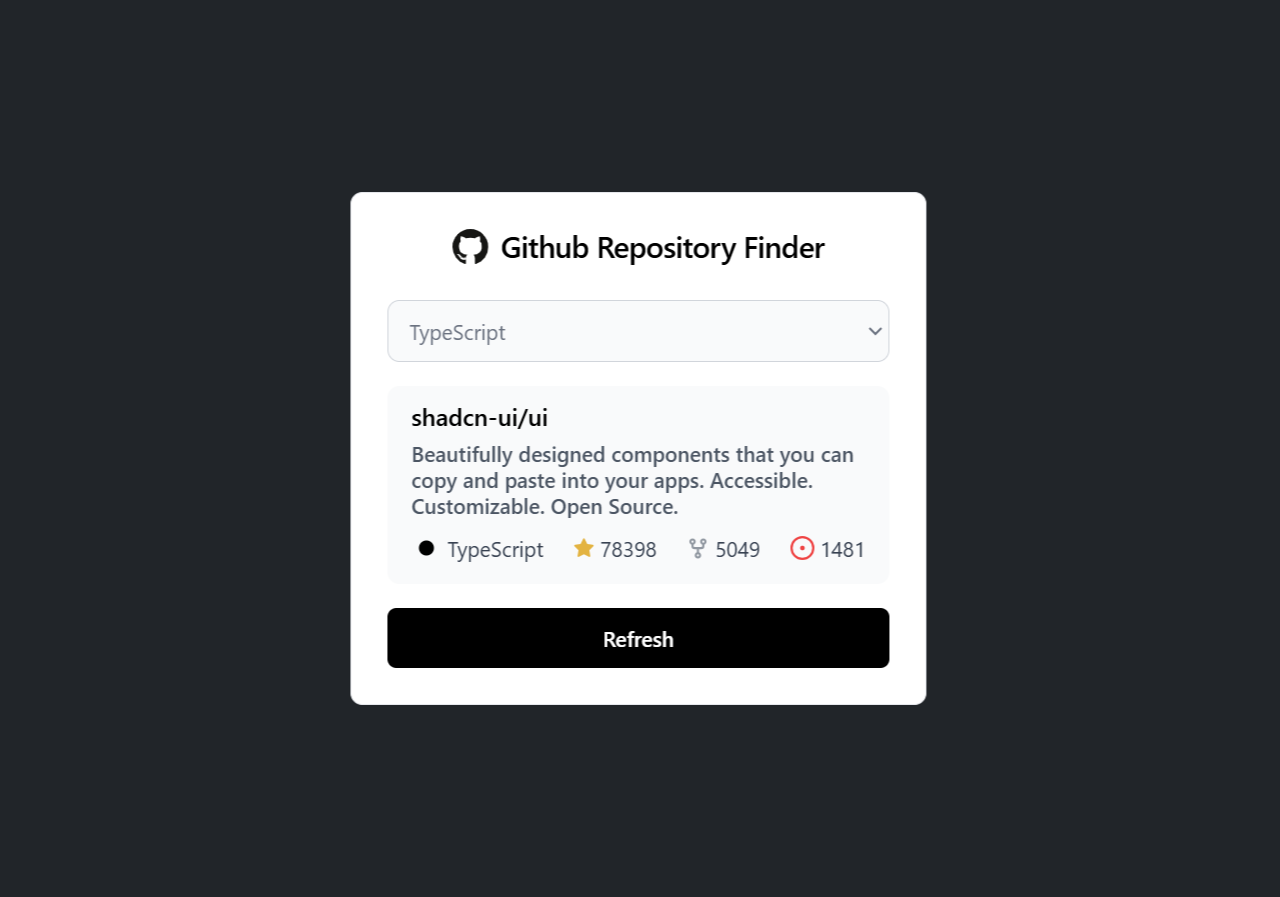 Github Repository Finder
TypeScript
shadcn-ui/ui
Beautifully designed components that you can
copy and paste into your apps. Accessible.
Customizable. Open Source.
TypeScript 78398 5049 1481
Refresh